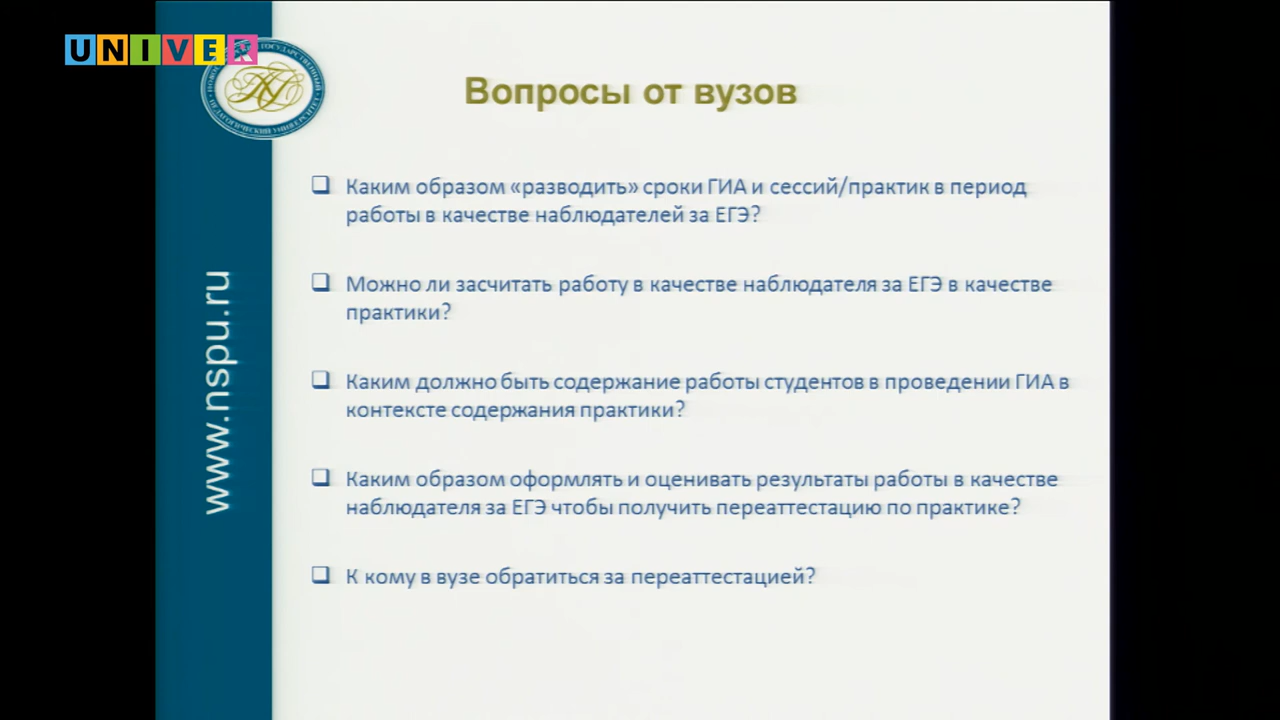 UNIVER
Вопросы от вузов
❑ Каким образом «разводить» сроки ГИА и сессий/практик в период
работы в качестве наблюдателей за ЕГЭ?
❑ Можно ли засчитать работу в качестве наблюдателя за ЕГЭ в качестве
практики?
❑ Каким должно быть содержание работы студентов в проведении ГИА в
контексте содержания практики?
❑ Каким образом оформлять и оценивать результаты работы в качестве
наблюдателя за ЕГЭ чтобы получить переаттестацию по практике?
❑ К кому в вузе обратиться за переаттестацией?
www.nspu.ru
ПЕДАГОГИЧЕСКИЙ УНИВЕРСИТЕТ